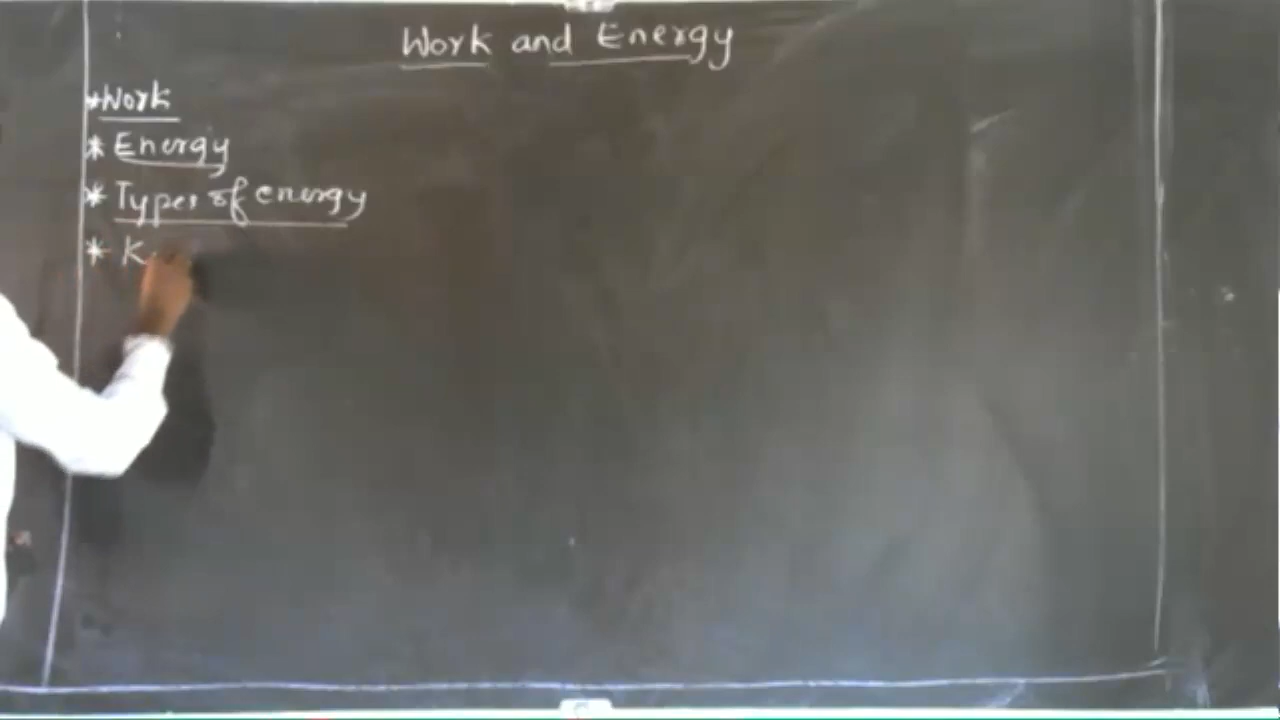 Work and Energy
*Work
* Energy
* Types of energy
* K